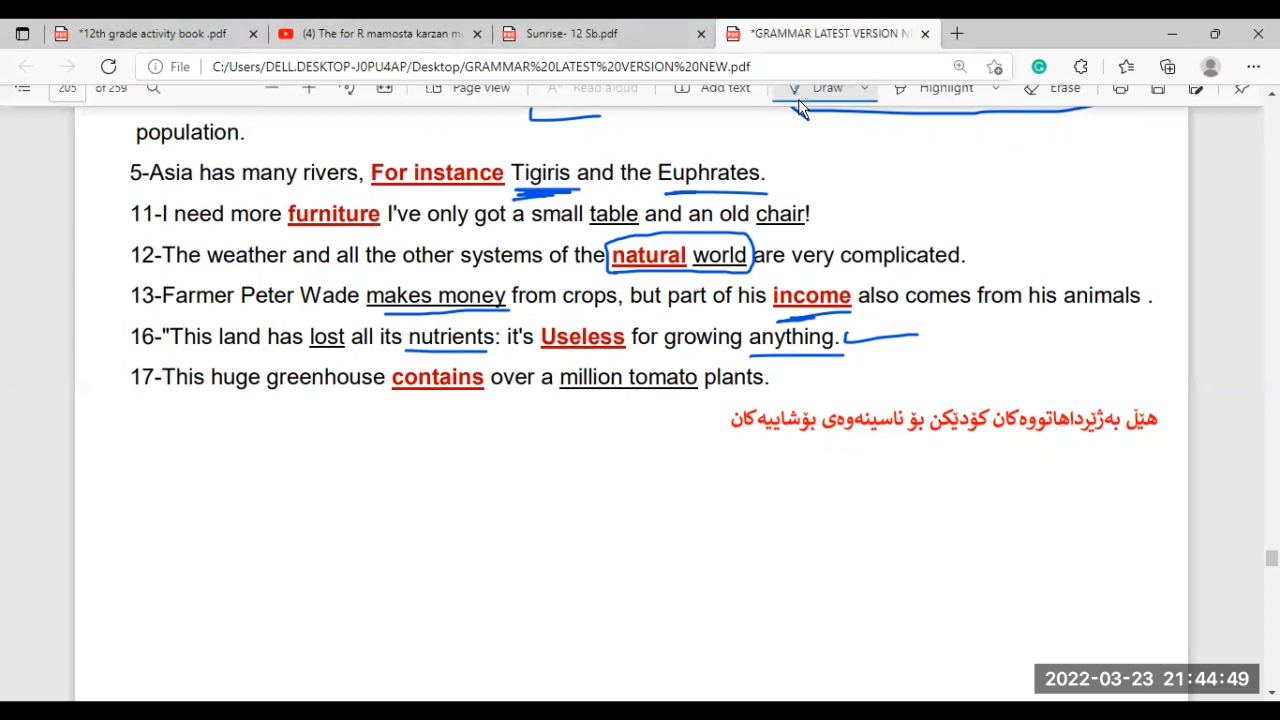 *12th grade activity book .pdf
(4) The for R mamosta karzan m
Sunrise- 12 Sb.pdf
*GRAMMAR LATEST VERSION N
File
C:/Users/DELL.DESKTOP-J0PU4AP/Desktop/GRAMMAR%20LATEST%20VERSION%20NEW.pdf
205 of 259
Page view
Read aloud
Add text
Draw
Highlight
Erase
population.
5-Asia has many rivers, For instance Tigiris and the Euphrates.
11-I need more furniture I've only got a small table and an old chair!
12-The weather and all the other systems of the natural world are very complicated.
13-Farmer Peter Wade makes money from crops, but part of his income also comes from his animals .
16-"This land has lost all its nutrients: it's Useless for growing anything.
17-This huge greenhouse contains over a million tomato plants.
هێڵ بەژێرداهاتووەکان کۆدێکن بۆ ناسینەوەی بۆشاییەکان
2022-03-23 21:44:49